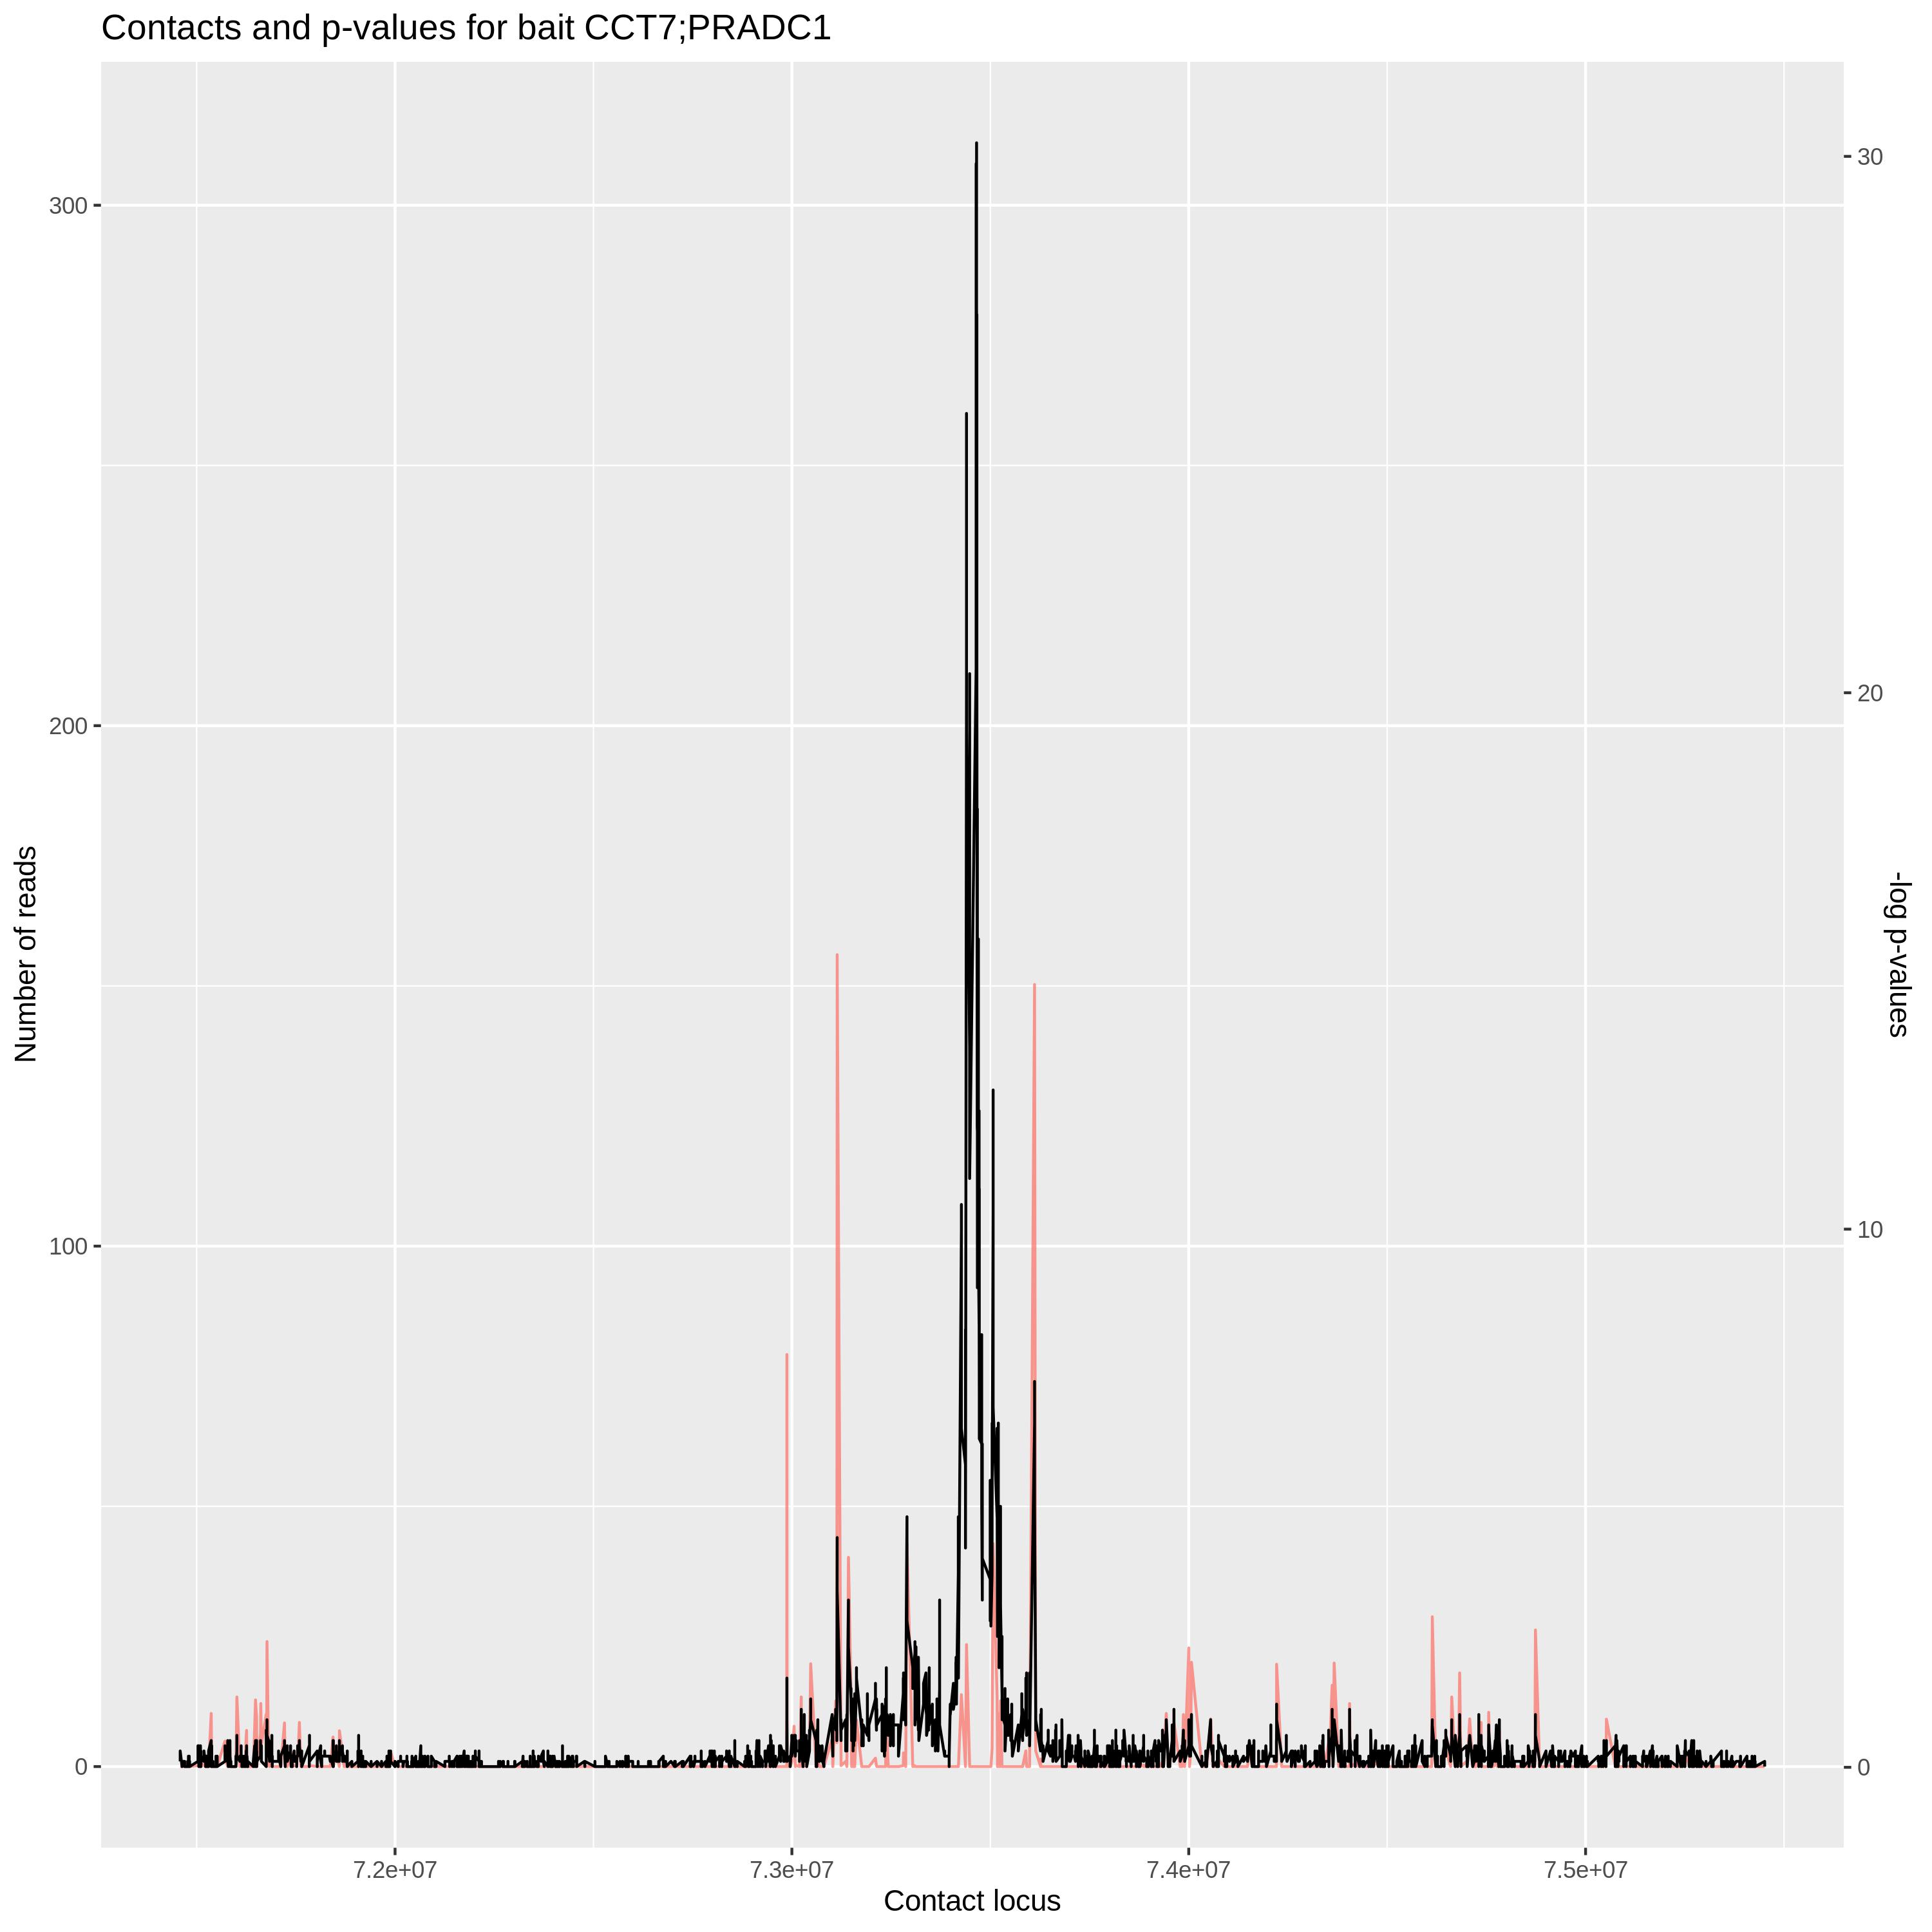 Contacts and p-values for bait CCT7;PRADC1
300
200
100
0
Number of reads
30
20
10
0
-log p-values
7.2e+07
7.3e+07
7.4e+07
7.5e+07
Contact locus